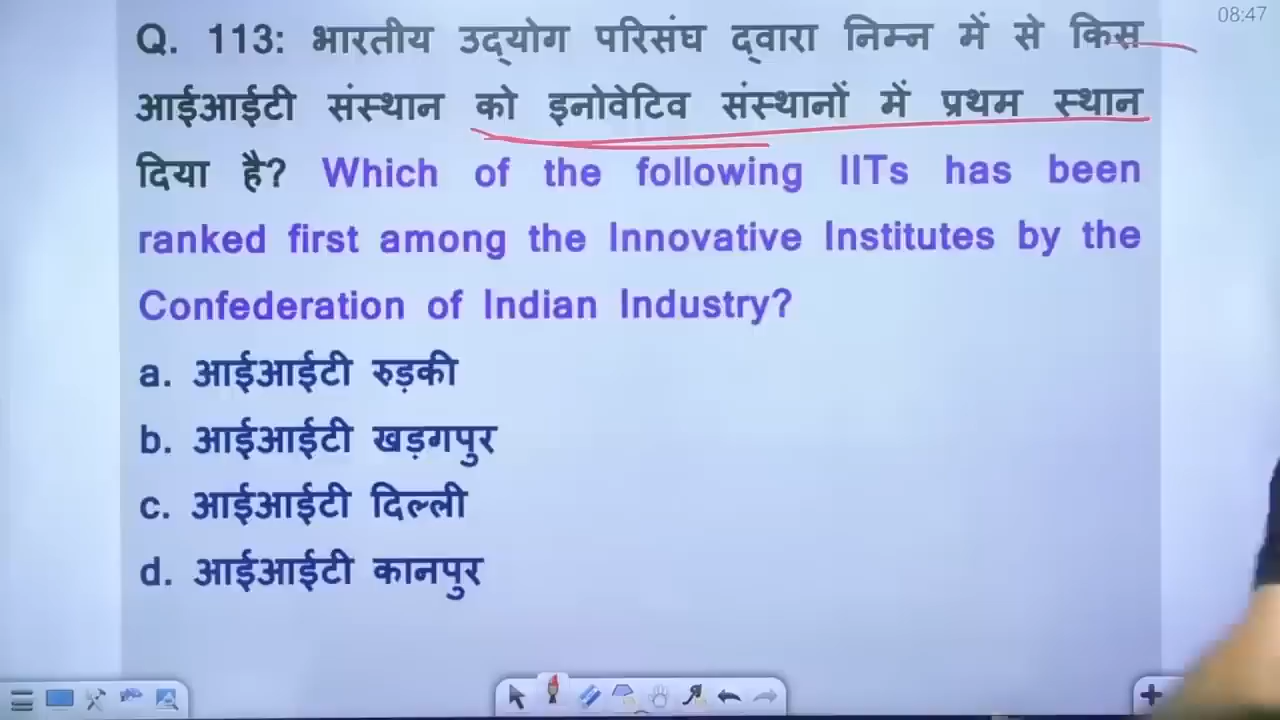 08:47
Q. 113: भारतीय उद्योग परिसंघ द्वारा निम्न में से किस
आईआईटी संस्थान को इनोवेटिव संस्थानों में प्रथम स्थान
दिया है? Which of the following IITs has been
ranked first among the Innovative Institutes by the
Confederation of Indian Industry?
a. आईआईटी रुड़की
b. आईआईटी खड़गपुर
c. आईआईटी दिल्ली
d. आईआईटी कानपुर